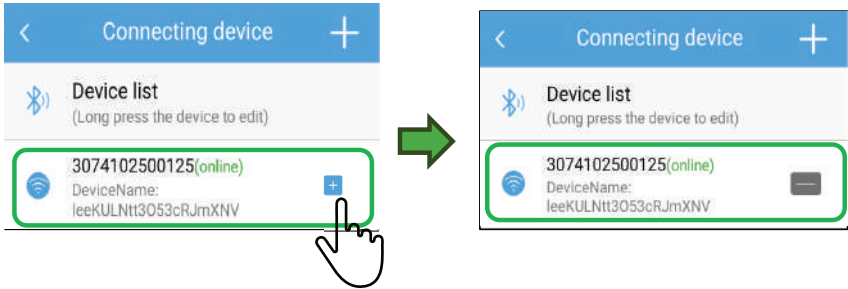 Connecting device
Device list
(Long press the device to edit)
3074102500125(online)
DeviceName:
leeKULNtt3O53cRJmXNV
Connecting device
Device list
(Long press the device to edit)
3074102500125(online)
DeviceName:
leeKULNtt3O53cRJmXNV